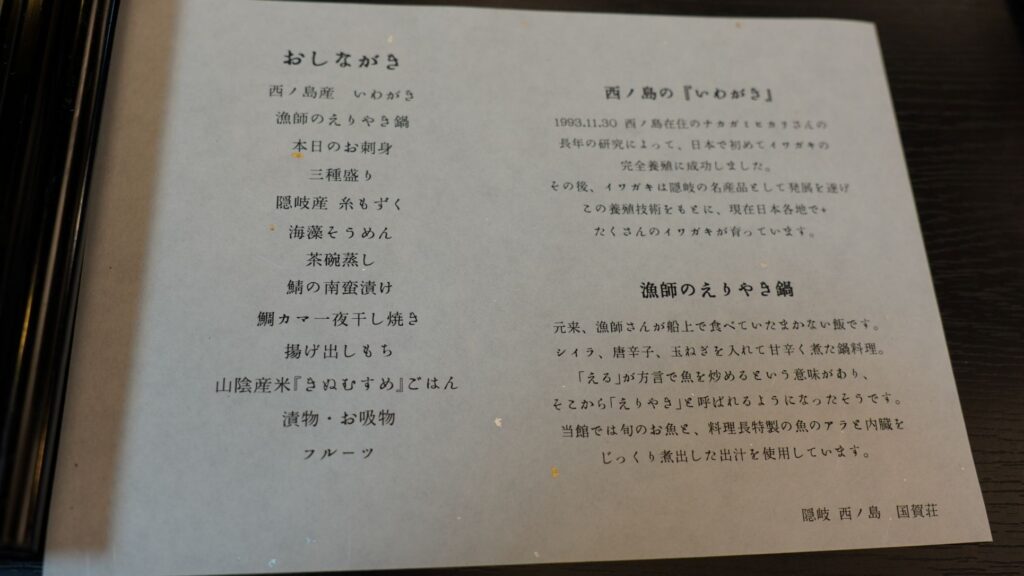 おしながき
西ノ島産　いわがき
漁師のえりやき鍋
本日のお刺身
三種盛り
隠岐産 糸もずく
海藻そうめん
茶碗蒸し
鯖の南蛮漬け
鯛カマ一夜干し焼き
揚げ出しもち
山陰産米『きぬむすめ』ごはん
漬物・お吸物
フルーツ
西ノ島の『いわがき』
1993.11.30 西ノ島在住のナカガミヒカリさんの
長年の研究によって、日本で初めてイワガキの
完全養殖に成功しました。
その後、イワガキは隠岐の名産品として発展を遂げ
この養殖技術をもとに、現在日本各地で
たくさんのイワガキが育っています。
漁師のえりやき鍋
元来、漁師さんが船上で食べていたまかない飯です。
シイラ、唐辛子、玉ねぎを入れて甘辛く煮た鍋料理。
「える」が方言で魚を炒めるという意味があり、
そこから「えりやき」と呼ばれるようになったそうです。
当館では旬のお魚と、料理長特製の魚のアラと内臓を
じっくり煮出した出汁を使用しています。
隠岐 西ノ島　国賀荘